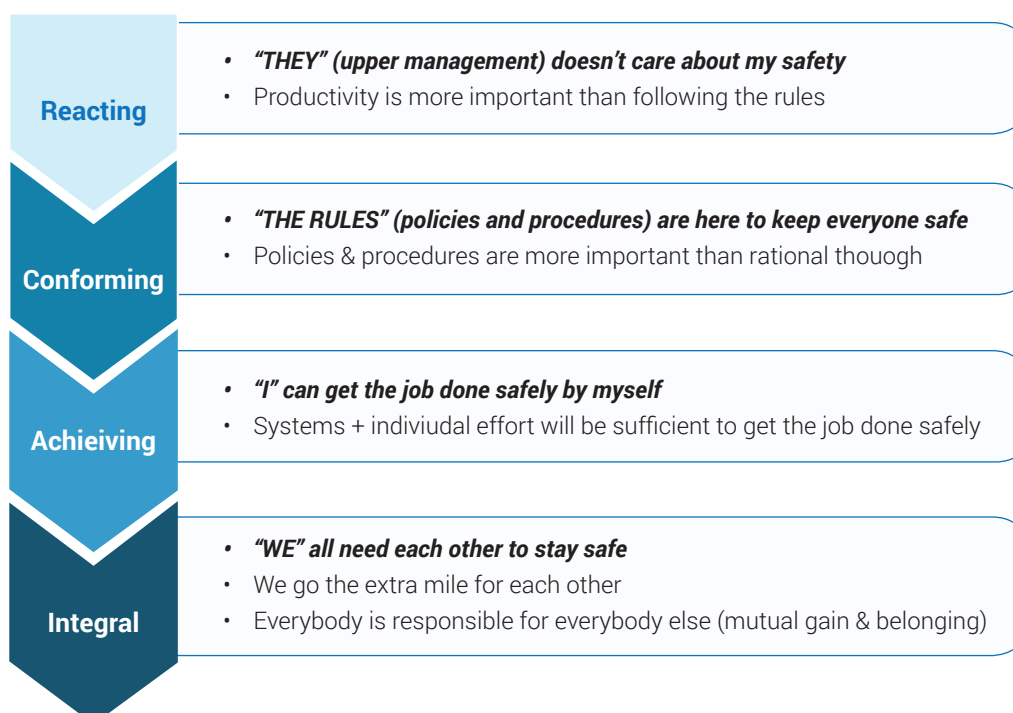 Reacting
• “THEY” (upper management) doesn’t care about my safety
• Productivity is more important than following the rules
Conforming
• “THE RULES” (policies and procedures) are here to keep everyone safe
• Policies & procedures are more important than rational thouogh
Achieiving
• “I” can get the job done safely by myself
• Systems + indiviudal effort will be sufficient to get the job done safely
Integral
• “WE” all need each other to stay safe
• We go the extra mile for each other
• Everybody is responsible for everybody else (mutual gain & belonging)